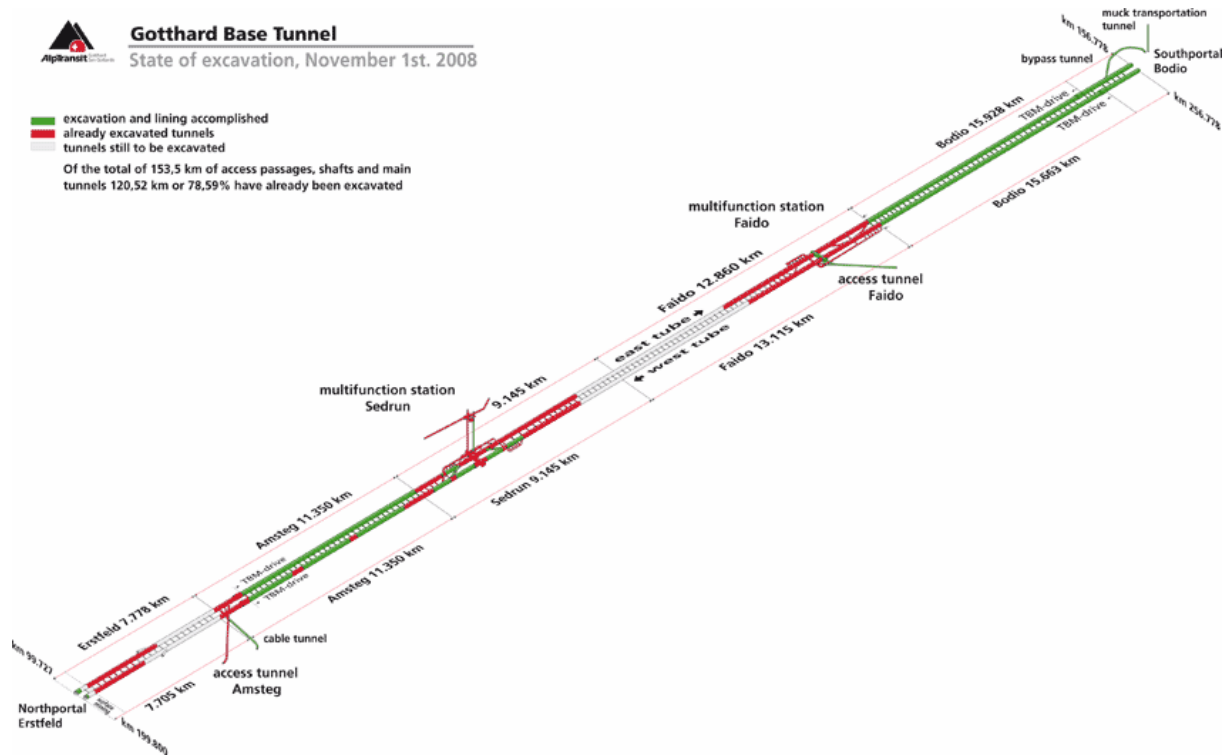 Gotthard Base Tunnel
State of excavation, November 1st. 2008
AlpTransit Gotthard
excavation and lining accomplished
already excavated tunnels
tunnels still to be excavated
Of the total of 153,5 km of access passages, shafts and main
tunnels 120,52 km or 78,59% have already been excavated
muck transportation
tunnel
km 156.778
bypass tunnel
Southportal
Bodio
km 256.778
Bodio 15.928 km
TBM-drive
TBM-drive
Bodio 15.663 km
multifunction station
Faido
access tunnel
Faido
Faido 12.860 km
east tube
west tube
Faido 13.115 km
multifunction station
Sedrun
9.145 km
Sedrun 9.145 km
Amsteg 11.350 km
TBM-drive
TBM-drive
Amsteg 11.350 km
Erstfeld 7.778 km
cable tunnel
access tunnel
Amsteg
7.705 km
km 99.727
Northportal
Erstfeld
km 199.800